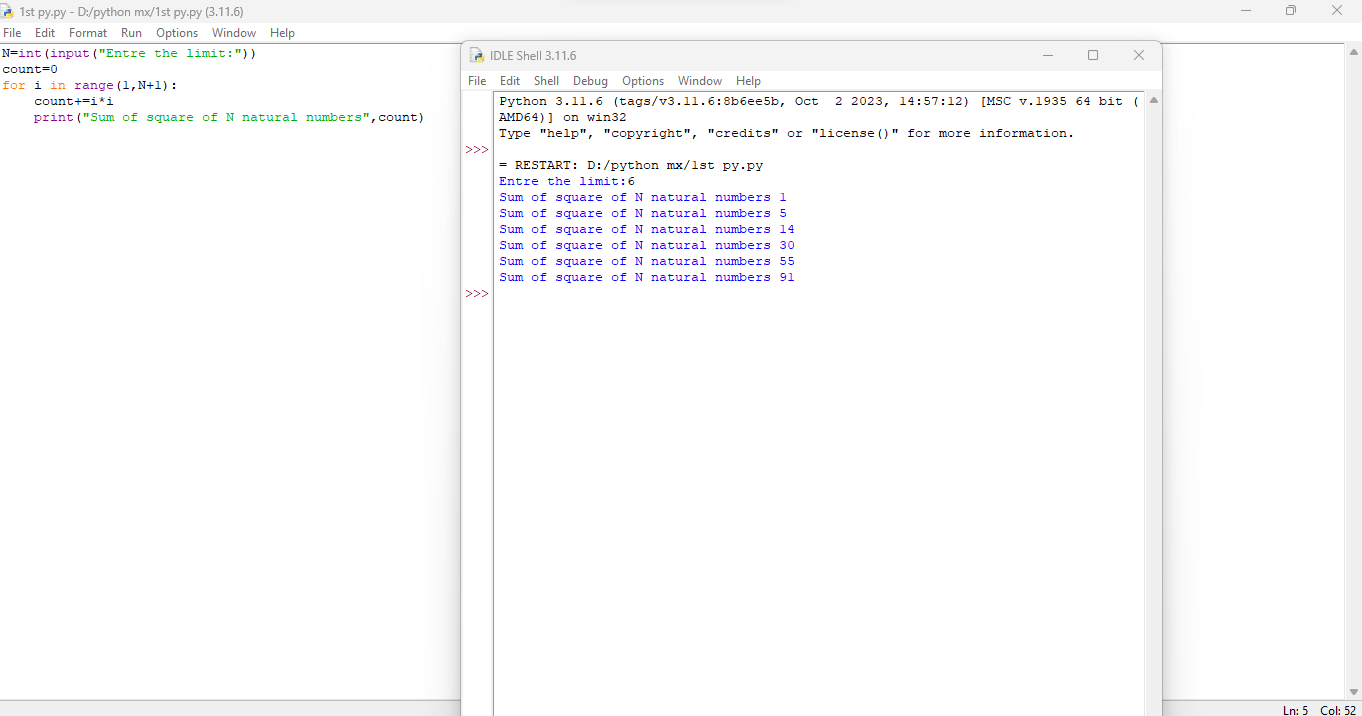 1st py.py - D:/python mx/1st py.py (3.11.6)
File Edit Format Run Options Window Help
N=int(input("Entre the limit:"))
count=0
for i in range(1,N+1):
    count+=i*i
    print("Sum of square of N natural numbers",count)
IDLE Shell 3.11.6
File Edit Shell Debug Options Window Help
Python 3.11.6 (tags/v3.11.6:8b6ee5b, Oct  2 2023, 14:57:12) [MSC v.1935 64 bit (
AMD64)] on win32
Type "help", "copyright", "credits" or "license()" for more information.
>>>
= RESTART: D:/python mx/1st py.py
Entre the limit:6
Sum of square of N natural numbers 1
Sum of square of N natural numbers 5
Sum of square of N natural numbers 14
Sum of square of N natural numbers 30
Sum of square of N natural numbers 55
Sum of square of N natural numbers 91
>>>
Ln: 5 Col: 52